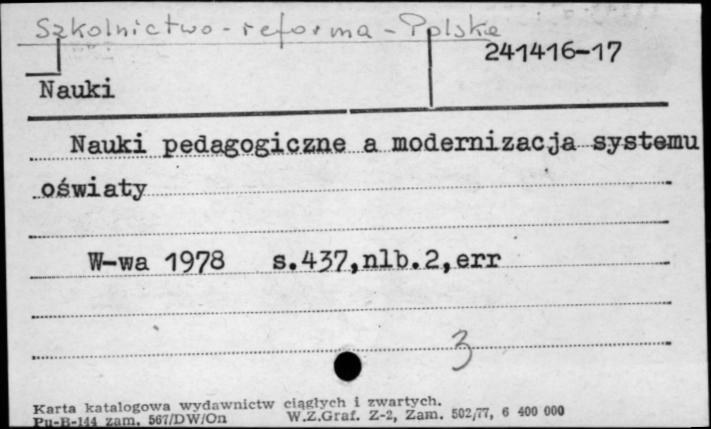 Szkolnictwo - reforma - Polska
241416-17
Nauki
Nauki pedagogiczne a modernizacja systemu
oświaty
W-wa 1978 s.437,nlb.2,err
3
Karta katalogowa wydawnictw ciągłych i zwartych.
Pu-B-144 zam. 567/DW/On W.Z.Graf. Z-2, Zam. 502/77, 6 400 000